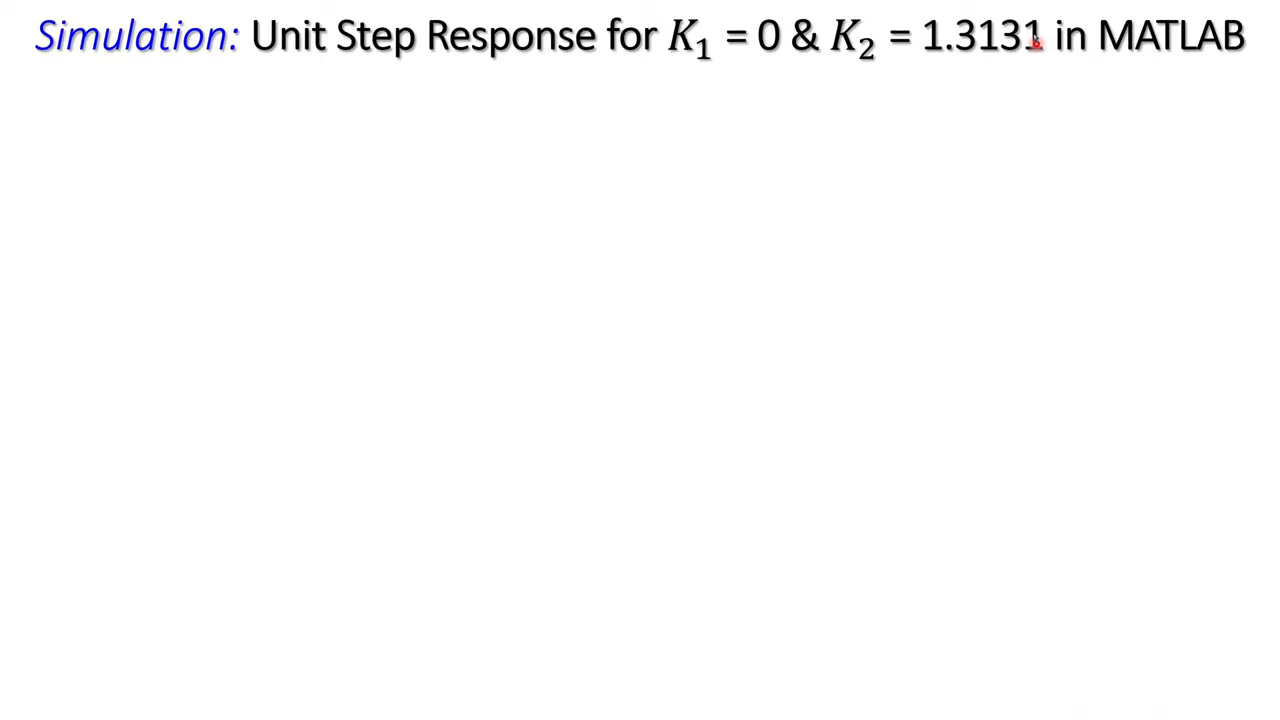 Simulation: Unit Step Response for K₁ = 0 & K₂ = 1.3131 in MATLAB